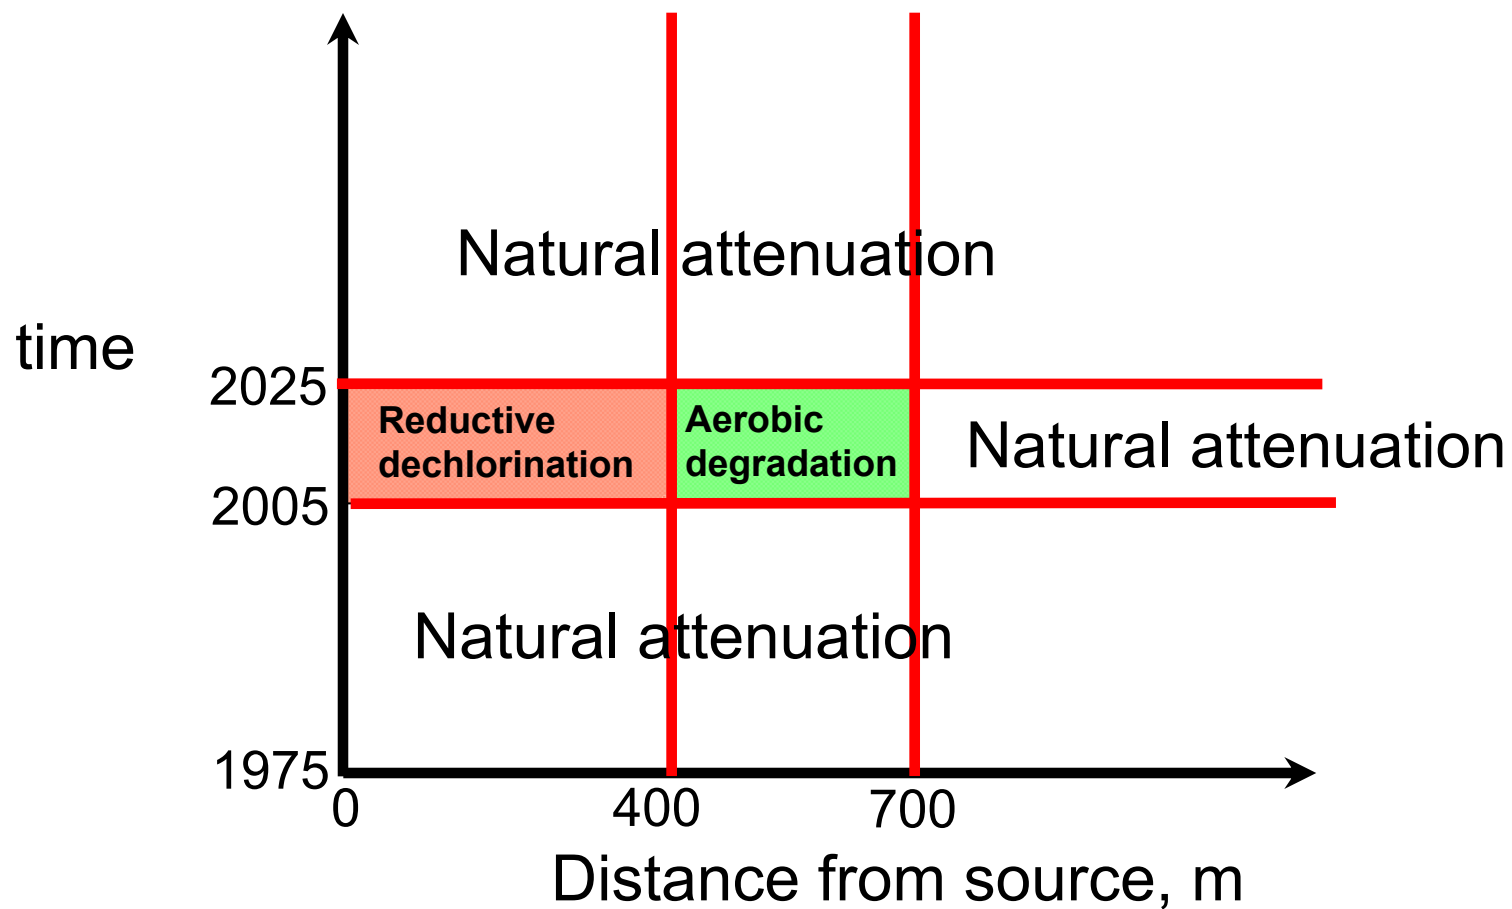 Natural attenuation
time
2025
Reductive
dechlorination
Aerobic
degradation
Natural attenuation
2005
Natural attenuation
1975
0
400
700
Distance from source, m